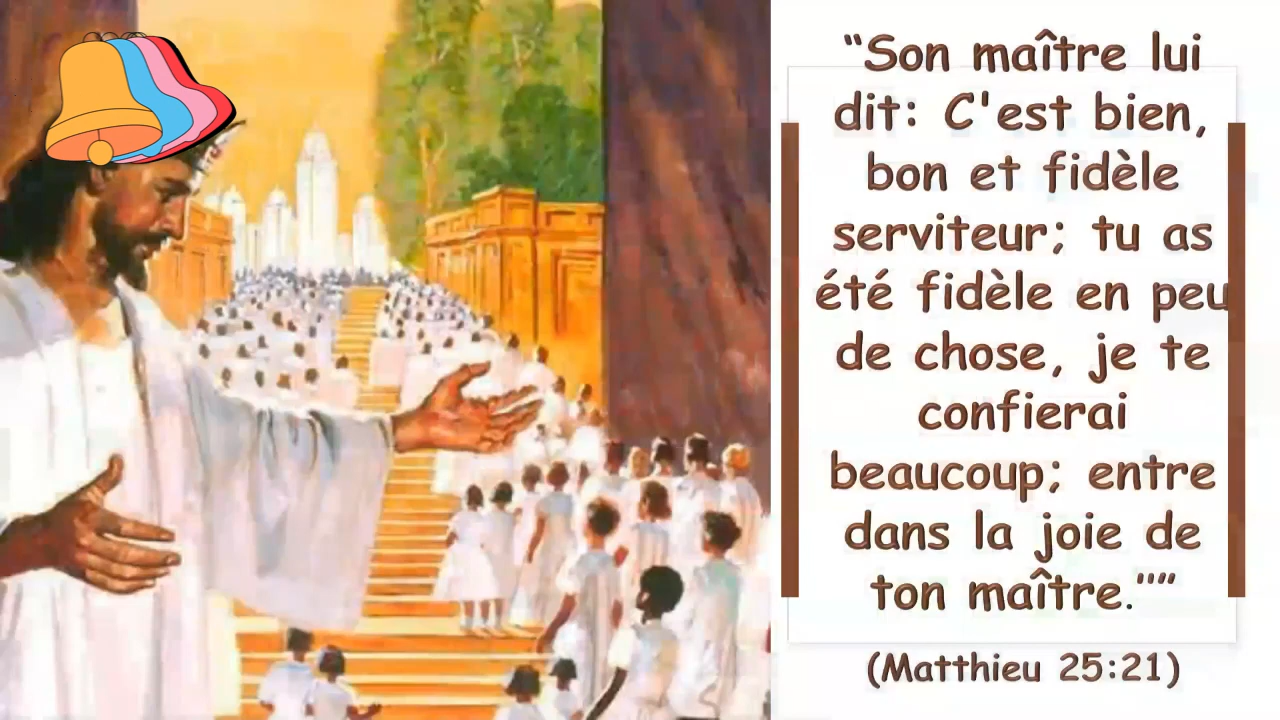 “Son maître lui
dit: C'est bien,
bon et fidèle
serviteur; tu as
été fidèle en peu
de chose, je te
confierai
beaucoup; entre
dans la joie de
ton maître.'”"
(Matthieu 25:21)